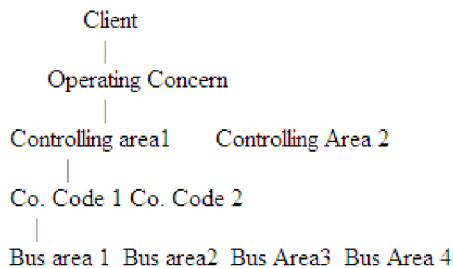 Client
Operating Concern
Controlling area1 Controlling Area 2
Co. Code 1 Co. Code 2
Bus area 1 Bus area2 Bus Area3 Bus Area 4